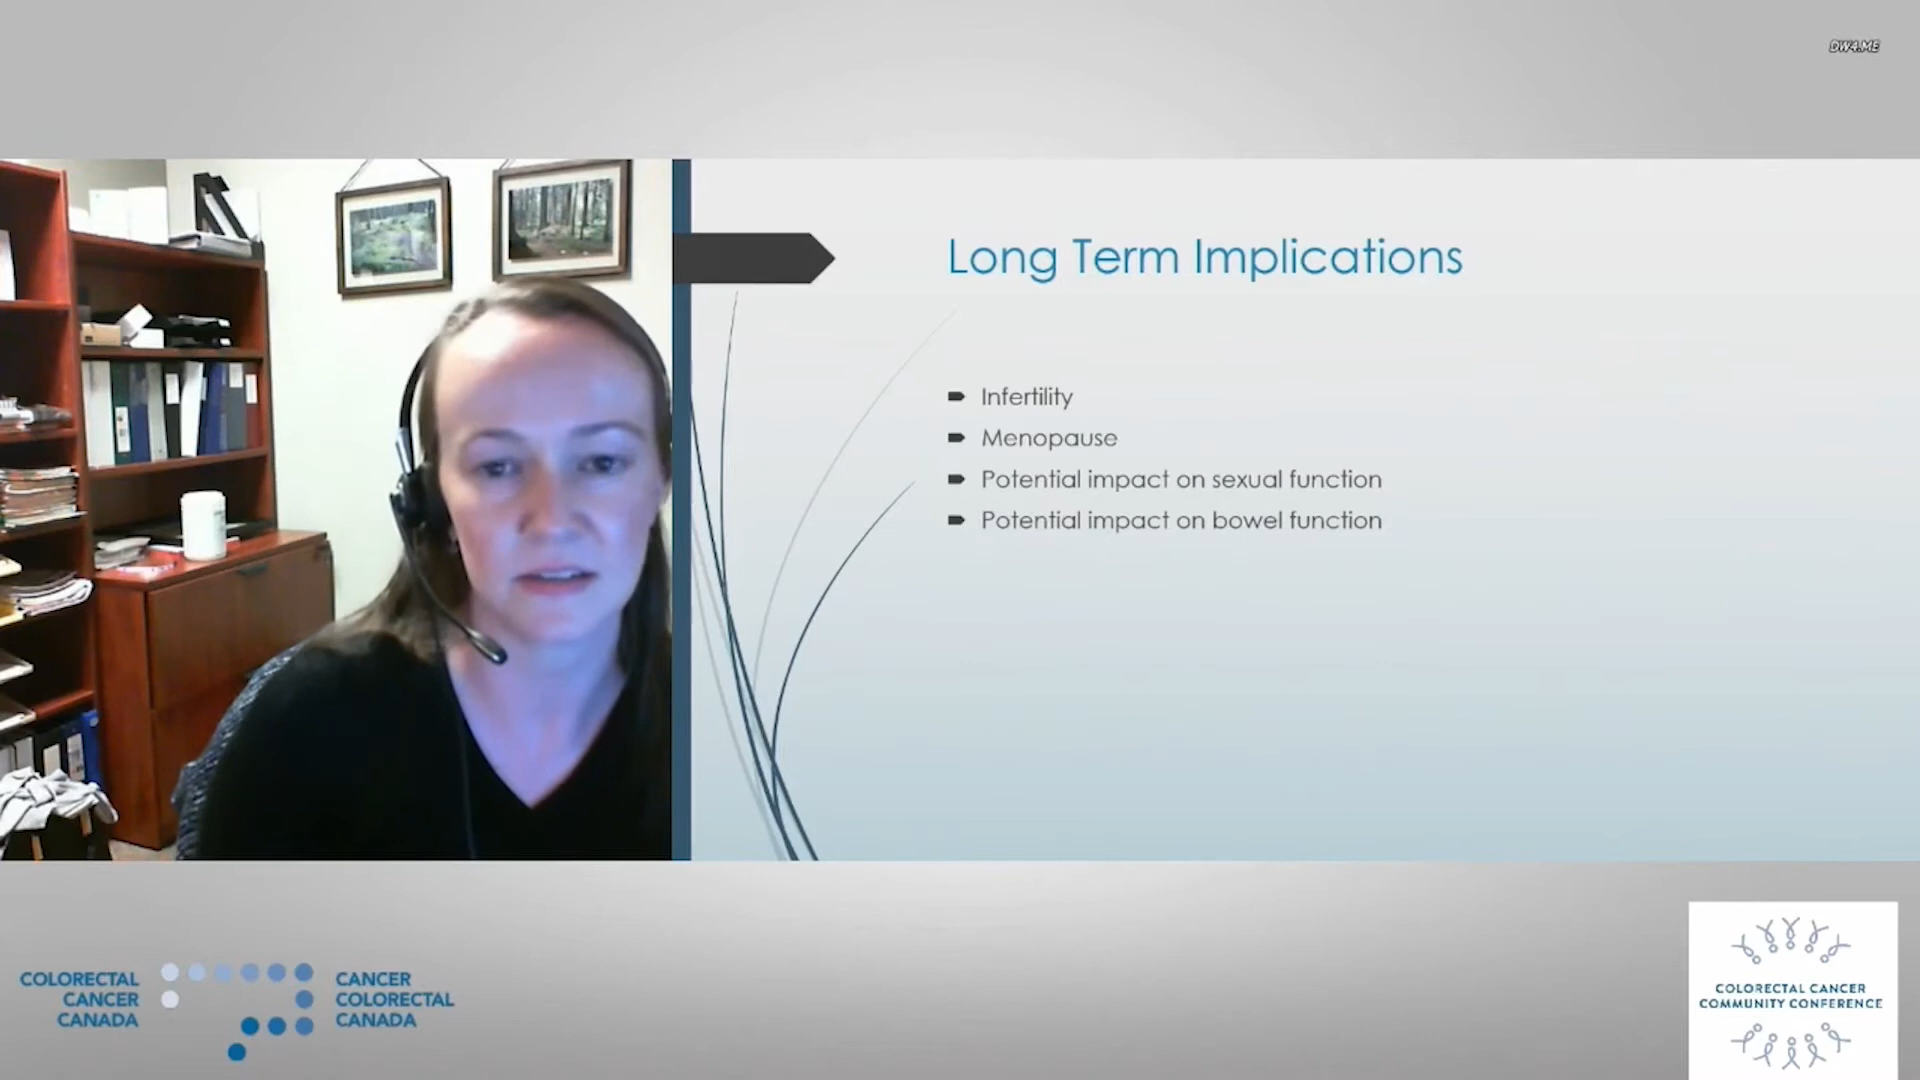 DW4.ME
Long Term Implications
Infertility
Menopause
Potential impact on sexual function
Potential impact on bowel function
COLORECTAL
CANCER
CANADA
CANCER
COLORECTAL
CANADA
COLORECTAL CANCER
COMMUNITY CONFERENCE